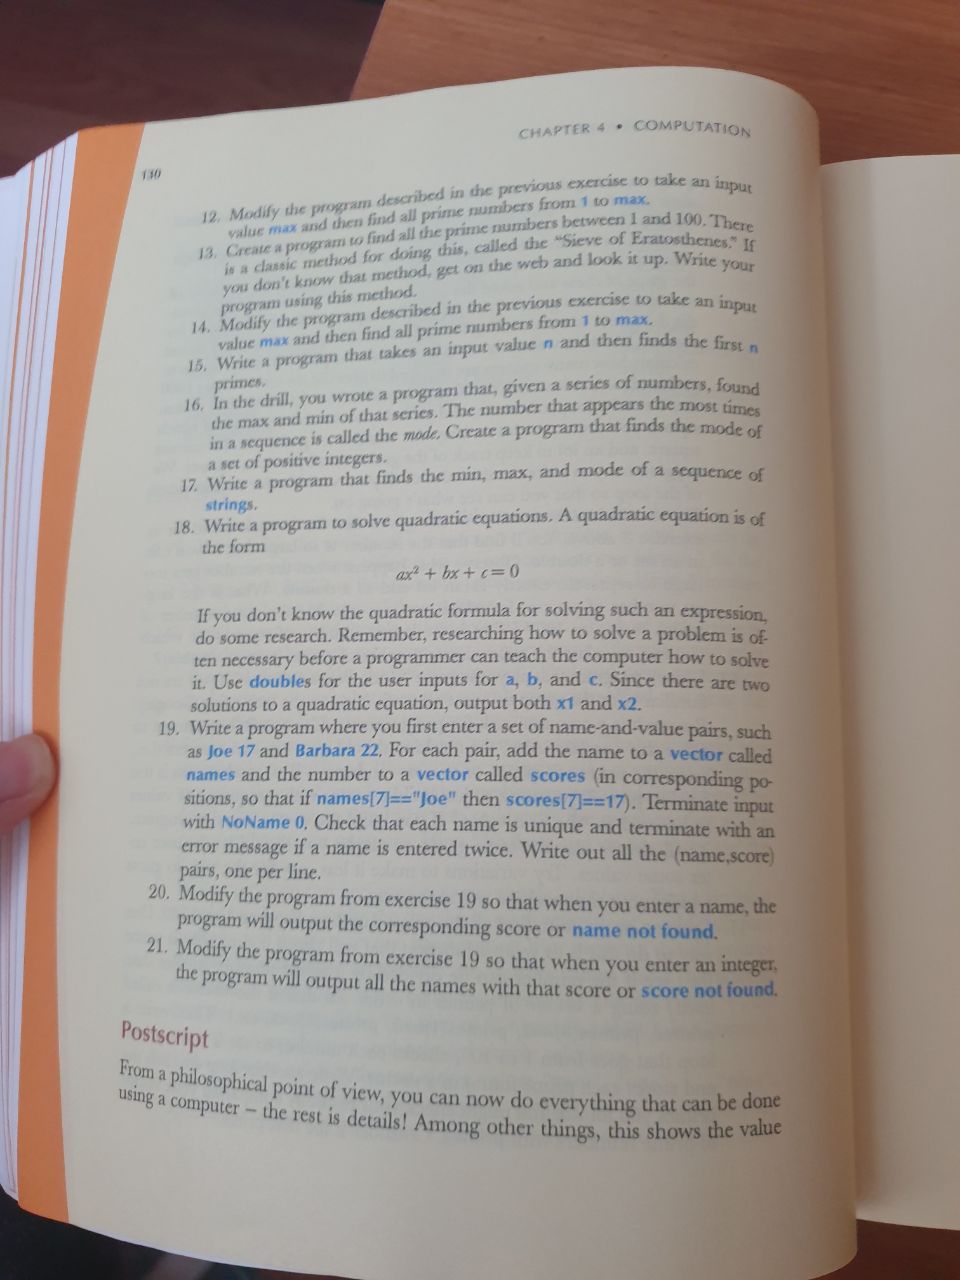 CHAPTER 4 • COMPUTATION
130
12. Modify the program described in the previous exercise to take an input
value max and then find all prime numbers from 1 to max.
13. Create a program to find all the prime numbers between 1 and 100. There
is a classic method for doing this, called the “Sieve of Eratosthenes.” If
you don’t know that method, get on the web and look it up. Write your
program using this method.
14. Modify the program described in the previous exercise to take an input
value max and then find all prime numbers from 1 to max.
15. Write a program that takes an input value n and then finds the first n
primes.
16. In the drill, you wrote a program that, given a series of numbers, found
the max and min of that series. The number that appears the most times
in a sequence is called the mode. Create a program that finds the mode of
a set of positive integers.
17. Write a program that finds the min, max, and mode of a sequence of
strings.
18. Write a program to solve quadratic equations. A quadratic equation is of
the form
ax² + bx + c = 0
If you don’t know the quadratic formula for solving such an expression,
do some research. Remember, researching how to solve a problem is of-
ten necessary before a programmer can teach the computer how to solve
it. Use doubles for the user inputs for a, b, and c. Since there are two
solutions to a quadratic equation, output both x1 and x2.
19. Write a program where you first enter a set of name-and-value pairs, such
as Joe 17 and Barbara 22. For each pair, add the name to a vector called
names and the number to a vector called scores (in corresponding po-
sitions, so that if names[7]=="Joe" then scores[7]==17). Terminate input
with NoName 0. Check that each name is unique and terminate with an
error message if a name is entered twice. Write out all the (name,score)
pairs, one per line.
20. Modify the program from exercise 19 so that when you enter a name, the
program will output the corresponding score or name not found.
21. Modify the program from exercise 19 so that when you enter an integer,
the program will output all the names with that score or score not found.
Postscript
From a philosophical point of view, you can now do everything that can be done
using a computer – the rest is details! Among other things, this shows the value